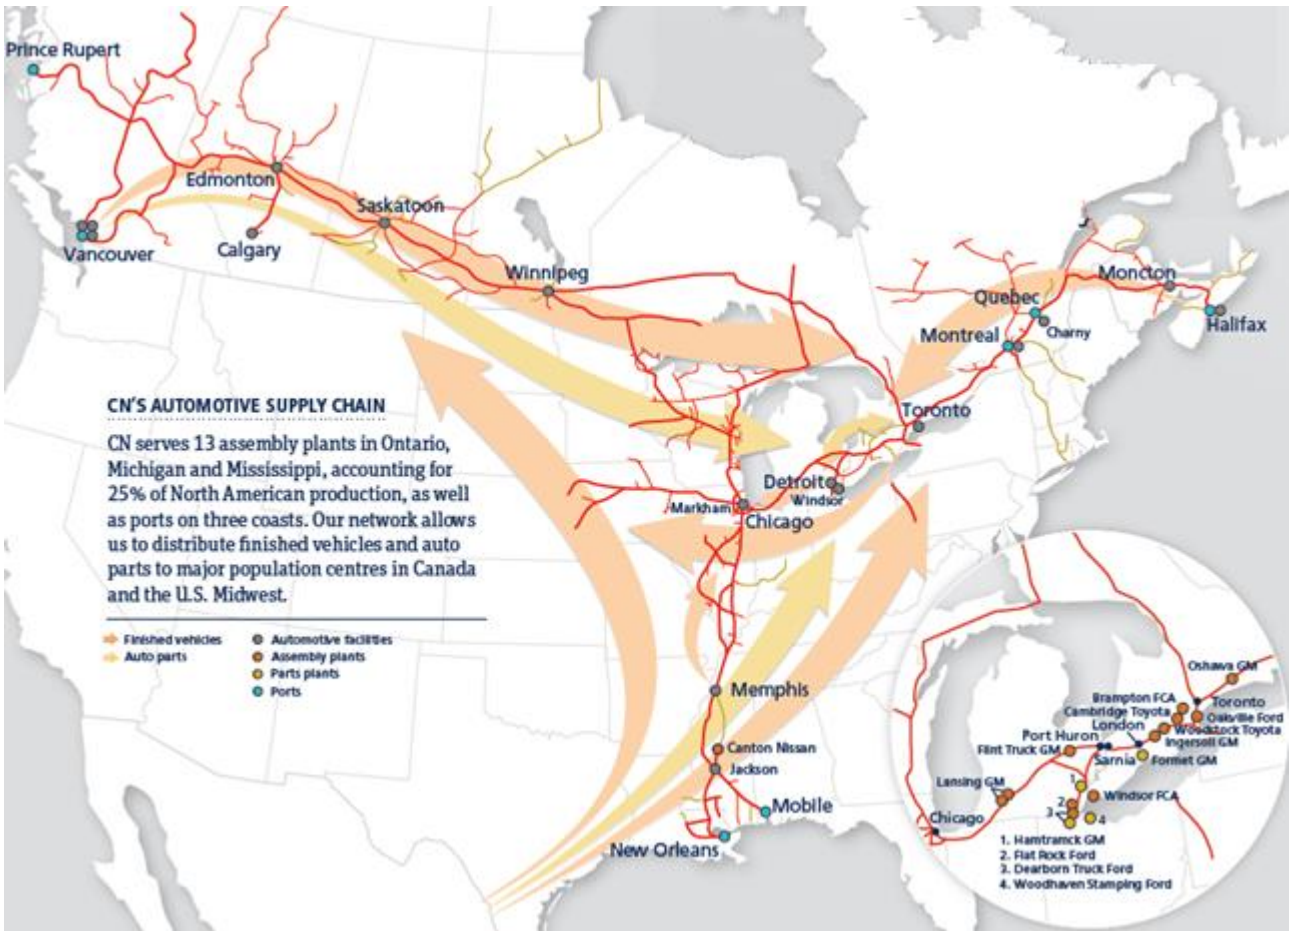 Prince Rupert
Edmonton
Saskatoon
Vancouver
Calgary
Winnipeg
Moncton
Quebec
Halifax
Montreal
Charny
CN'S AUTOMOTIVE SUPPLY CHAIN
CN serves 13 assembly plants in Ontario,
Michigan and Mississippi, accounting for
25% of North American production, as well
as ports on three coasts. Our network allows
us to distribute finished vehicles and auto
parts to major population centres in Canada
and the U.S. Midwest.
Finished vehicles
Auto parts
Automotive facilities
Assembly plants
Parts plants
Ports
Toronto
Detroit
Windsor
Markham
Chicago
Memphis
Canton Nissan
Jackson
Mobile
New Orleans
Oshawa GM
Brampton FCA
Toronto
Cambridge Toyota
Oakville Ford
London
Woodstock Toyota
Port Huron
Ingersoll GM
Flint Truck GM
Sarnia
Formet GM
Lansing GM
1
2
Windsor FCA
3
4
Chicago
1. Hamtramck GM
2. Flat Rock Ford
3. Dearborn Truck Ford
4. Woodhaven Stamping Ford